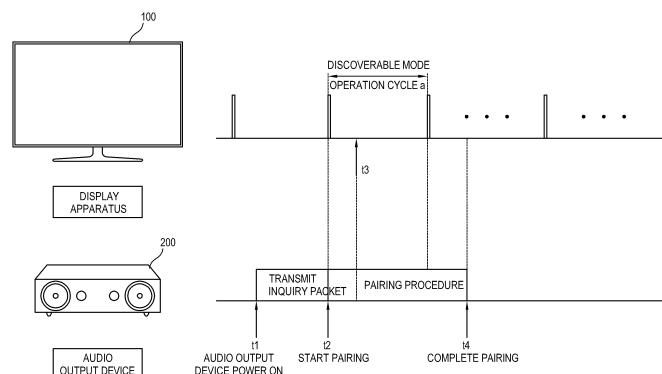 100
DISCOVERABLE MODE
OPERATION CYCLE a
t3
DISPLAY
APPARATUS
200
TRANSMIT
INQUIRY PACKET
PAIRING PROCEDURE
t1
AUDIO OUTPUT
DEVICE POWER ON
t2
START PAIRING
t4
COMPLETE PAIRING
AUDIO
OUTPUT DEVICE